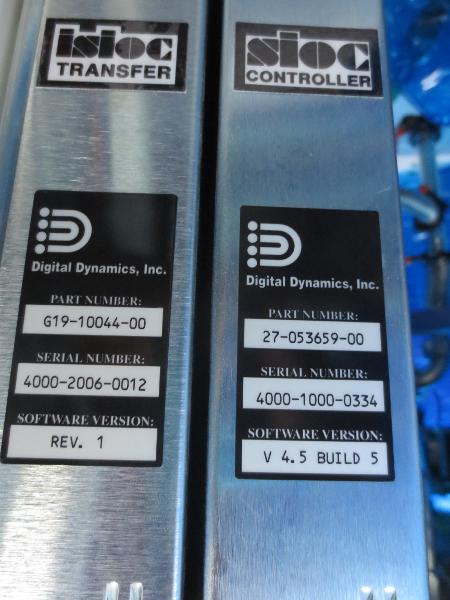 isioc
TRANSFER
Digital Dynamics, Inc.
PART NUMBER:
G19-10044-00
SERIAL NUMBER:
4000-2006-0012
SOFTWARE VERSION:
REV. 1
sioc
CONTROLLER
Digital Dynamics, Inc.
PART NUMBER:
27-053659-00
SERIAL NUMBER:
4000-1000-0334
SOFTWARE VERSION:
V 4.5 BUILD 5